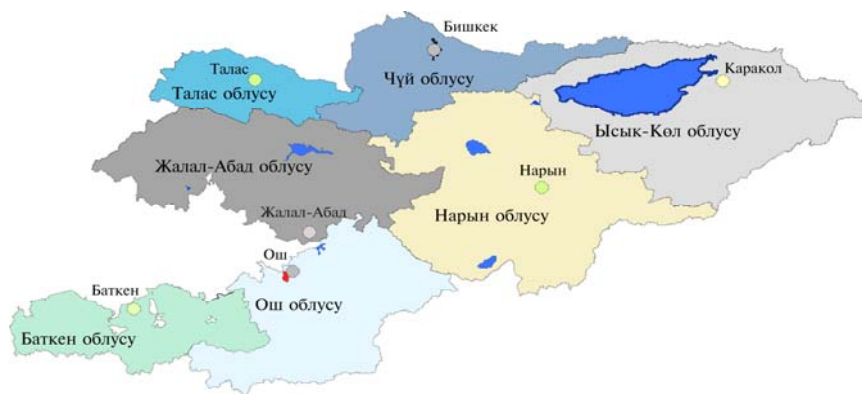 Бишкек
Талас
Чүй облусу
Каракол
Талас облусу
Ысык-Көл облусу
Жалал-Абад облусу
Нарын
Жалал-Абад
Нарын облусу
Ош
Баткен
Ош облусу
Баткен облусу